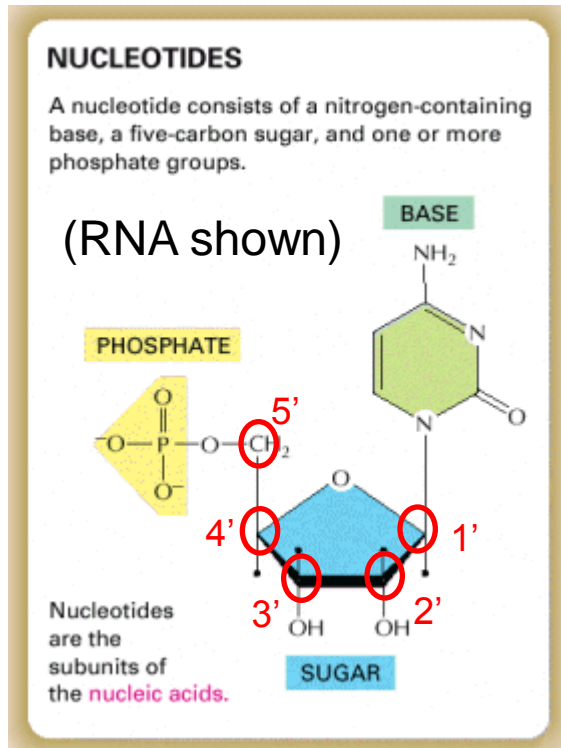 NUCLEOTIDES
A nucleotide consists of a nitrogen-containing
base, a five-carbon sugar, and one or more
phosphate groups.
(RNA shown)
BASE
NH₂
PHOSPHATE
N
O
5’
⁻O—P—O—CH₂
N
O
O⁻
O
4’
1’
3’
2’
OH
OH
Nucleotides
are the
subunits of
the nucleic acids.
SUGAR